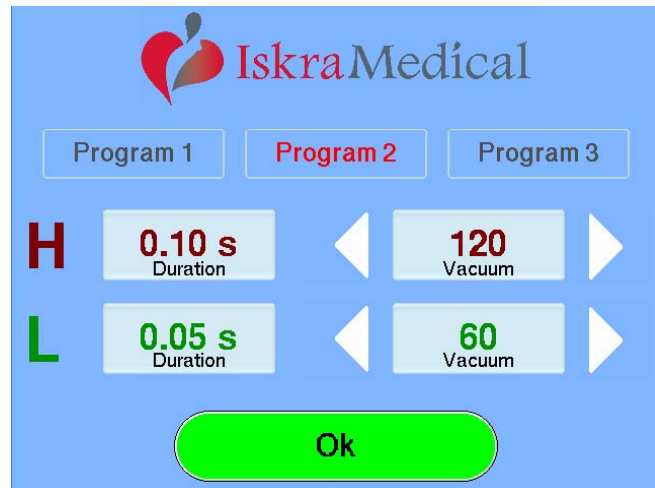 IskraMedical
Program 1 Program 2 Program 3
H 0.10 s 120
Duration Vacuum
L 0.05 s 60
Duration Vacuum
Ok